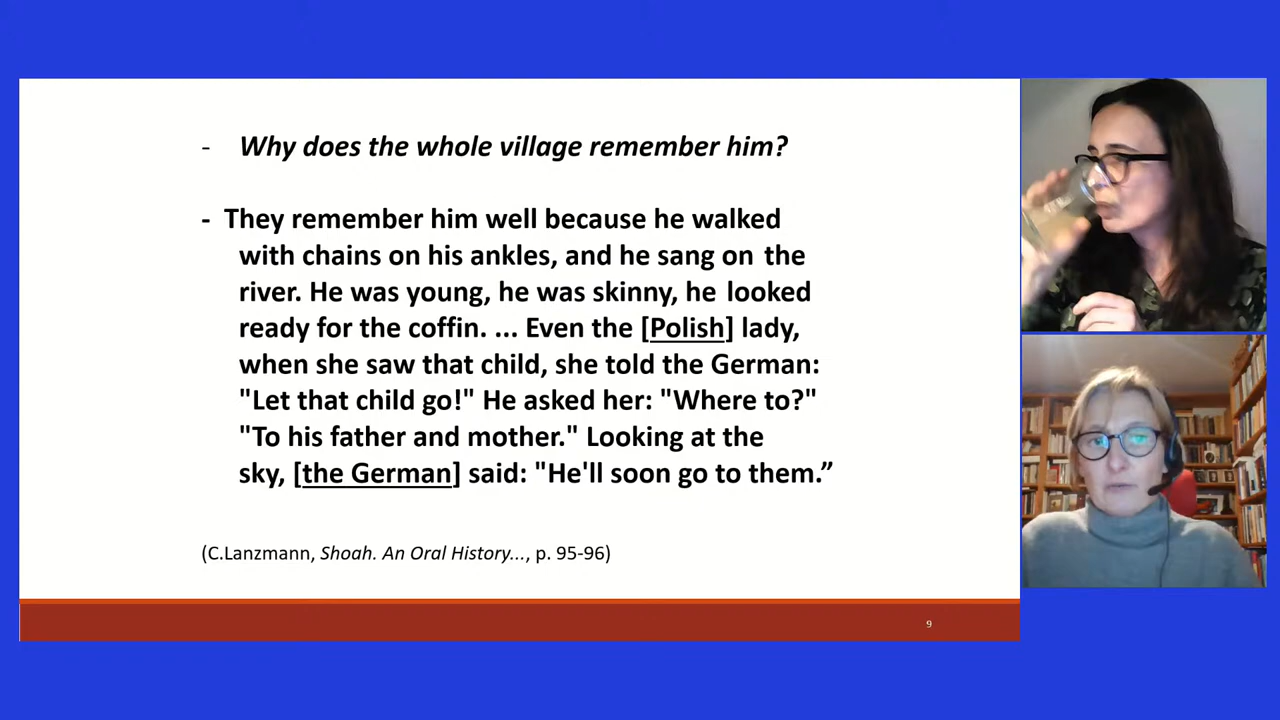 - Why does the whole village remember him?
- They remember him well because he walked
with chains on his ankles, and he sang on the
river. He was young, he was skinny, he looked
ready for the coffin. ... Even the [Polish] lady,
when she saw that child, she told the German:
"Let that child go!" He asked her: "Where to?"
"To his father and mother." Looking at the
sky, [the German] said: "He'll soon go to them.”
(C.Lanzmann, Shoah. An Oral History..., p. 95-96)
9